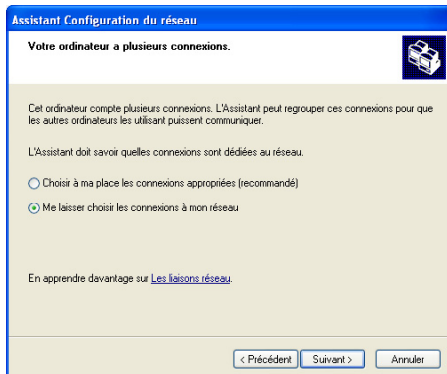 Assistant Configuration du réseau
Votre ordinateur a plusieurs connexions.
Cet ordinateur compte plusieurs connexions. L'Assistant peut regrouper ces connexions pour que
les autres ordinateurs les utilisant puissent communiquer.
L'Assistant doit savoir quelles connexions sont dédiées au réseau.
Choisir à ma place les connexions appropriées (recommandé)
Me laisser choisir les connexions à mon réseau
En apprendre davantage sur Les liaisons réseau.
< Précédent Suivant > Annuler